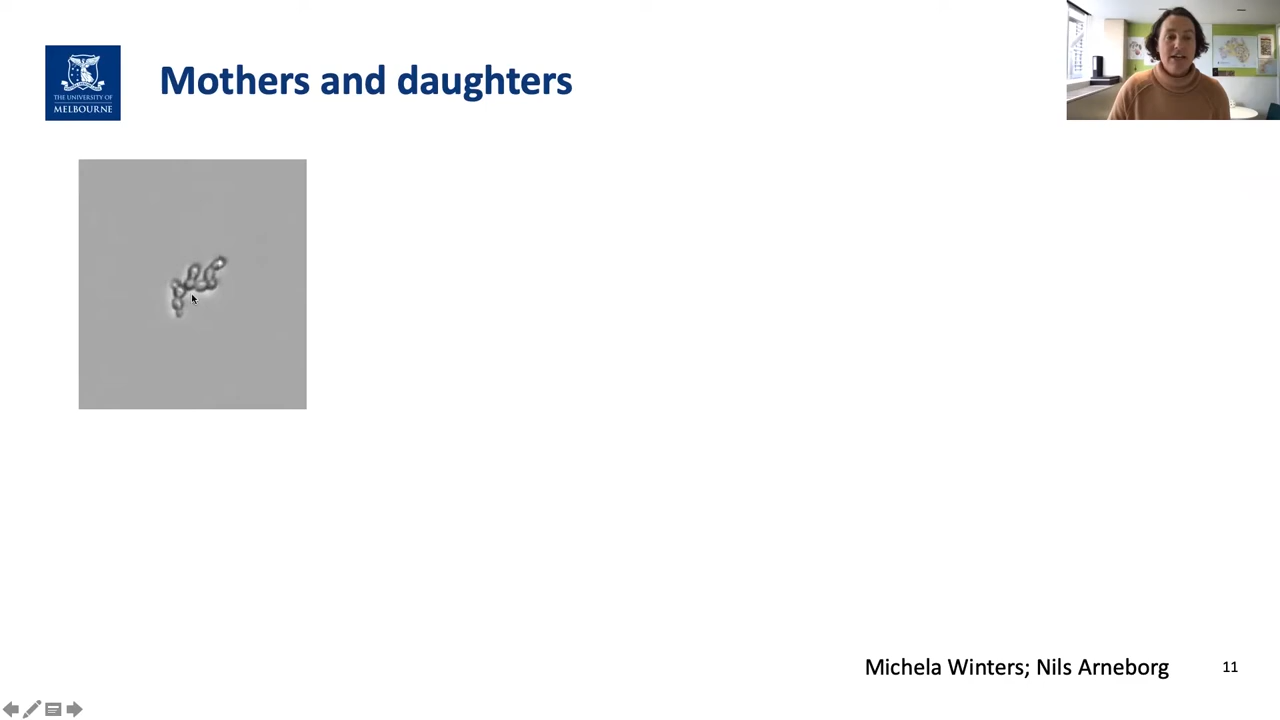 THE UNIVERSITY OF
MELBOURNE
Mothers and daughters
Michela Winters; Nils Arneborg
11